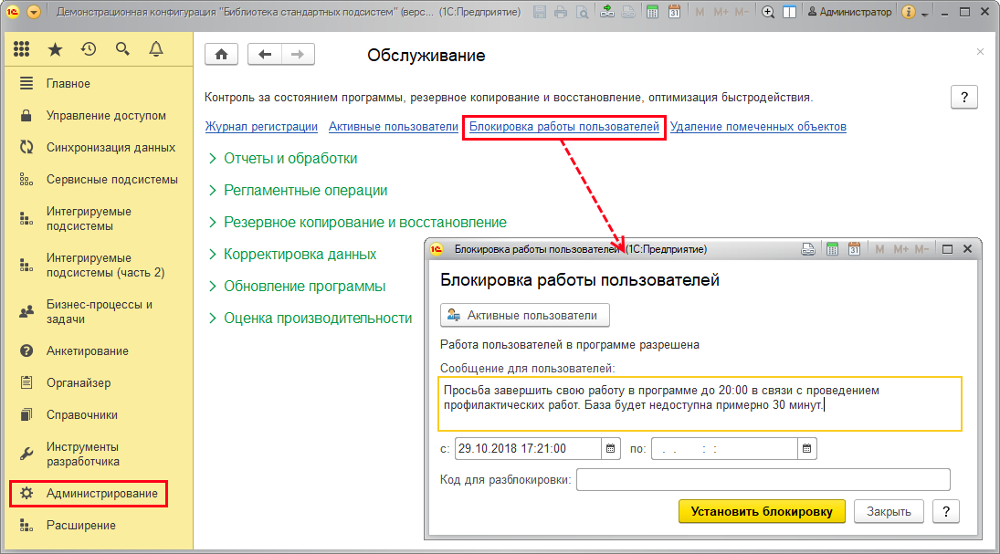 Демонстрационная конфигурация "Библиотека стандартных подсистем" (верс... (1С:Предприятие)
31
M M+ M-
Администратор
Обслуживание
Контроль за состоянием программы, резервное копирование и восстановление, оптимизация быстродействия.
?
Журнал регистрации Активные пользователи Блокировка работы пользователей Удаление помеченных объектов
Отчеты и обработки
Регламентные операции
Резервное копирование и восстановление
Корректировка данных
Обновление программы
Оценка производительности
Главное
Управление доступом
Синхронизация данных
Сервисные подсистемы
Интегрируемые
подсистемы
Интегрируемые
подсистемы (часть 2)
Бизнес-процессы и
задачи
Анкетирование
Органайзер
Справочники
Инструменты
разработчика
Администрирование
Расширение
Блокировка работы пользователей (1С:Предприятие)
31
M M+ M-
Блокировка работы пользователей
Активные пользователи
Работа пользователей в программе разрешена
Сообщение для пользователей:
Просьба завершить свою работу в программе до 20:00 в связи с проведением
профилактических работ. База будет недоступна примерно 30 минут.
с: 29.10.2018 17:21:00 по: . . : :
Код для разблокировки:
Установить блокировку Закрыть ?